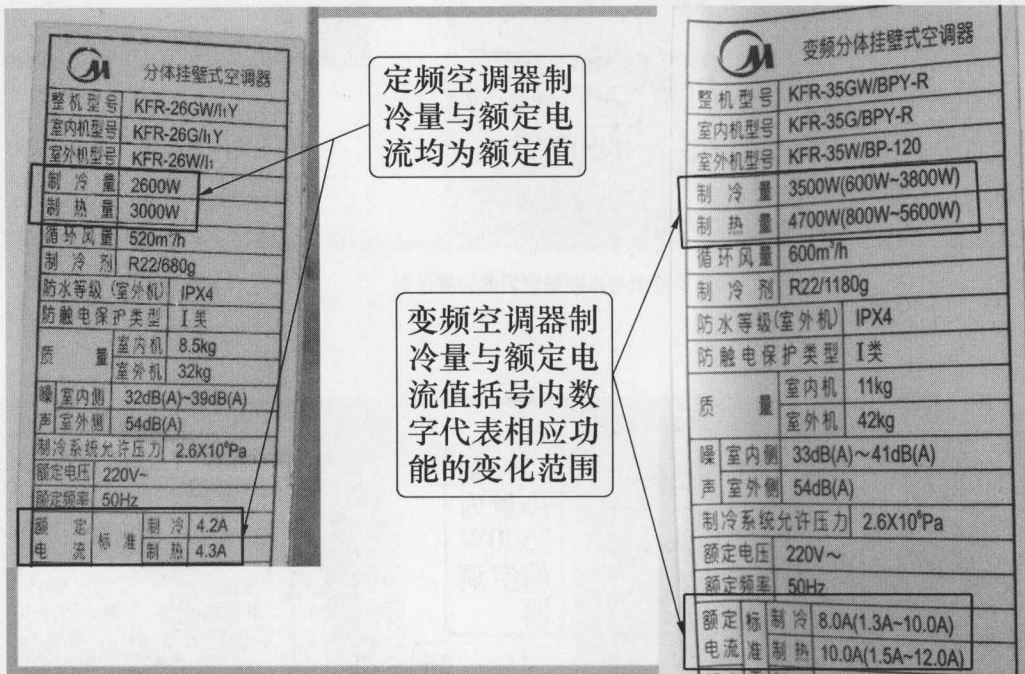 分体挂壁式空调器
整机型号 KFR-26GW/I1Y
室内机型号 KFR-26G/I1Y
室外机型号 KFR-26W/I1
制冷量 2600W
制热量 3000W
循环风量 520m³/h
制冷剂 R22/680g
防水等级(室外机) IPX4
防触电保护类型 I类
质量 室内机 8.5kg
室外机 32kg
噪声 室内侧 32dB(A)~39dB(A)
室外侧 54dB(A)
制冷系统允许压力 2.6X10⁶Pa
额定电压 220V~
额定频率 50Hz
额定电流 标准 制冷 4.2A
制热 4.3A
定频空调器制
冷量与额定电
流均为额定值
变频空调器制
冷量与额定电
流值括号内数
字代表相应功
能的变化范围
变频分体挂壁式空调器
整机型号 KFR-35GW/BPY-R
室内机型号 KFR-35G/BPY-R
室外机型号 KFR-35W/BP-120
制冷量 3500W(600W~3800W)
制热量 4700W(800W~5600W)
循环风量 600m³/h
制冷剂 R22/1180g
防水等级(室外机) IPX4
防触电保护类型 I类
质量 室内机 11kg
室外机 42kg
噪声 室内侧 33dB(A)~41dB(A)
室外侧 54dB(A)
制冷系统允许压力 2.6X10⁶Pa
额定电压 220V~
额定频率 50Hz
额定电流 标准 制冷 8.0A(1.3A~10.0A)
制热 10.0A(1.5A~12.0A)